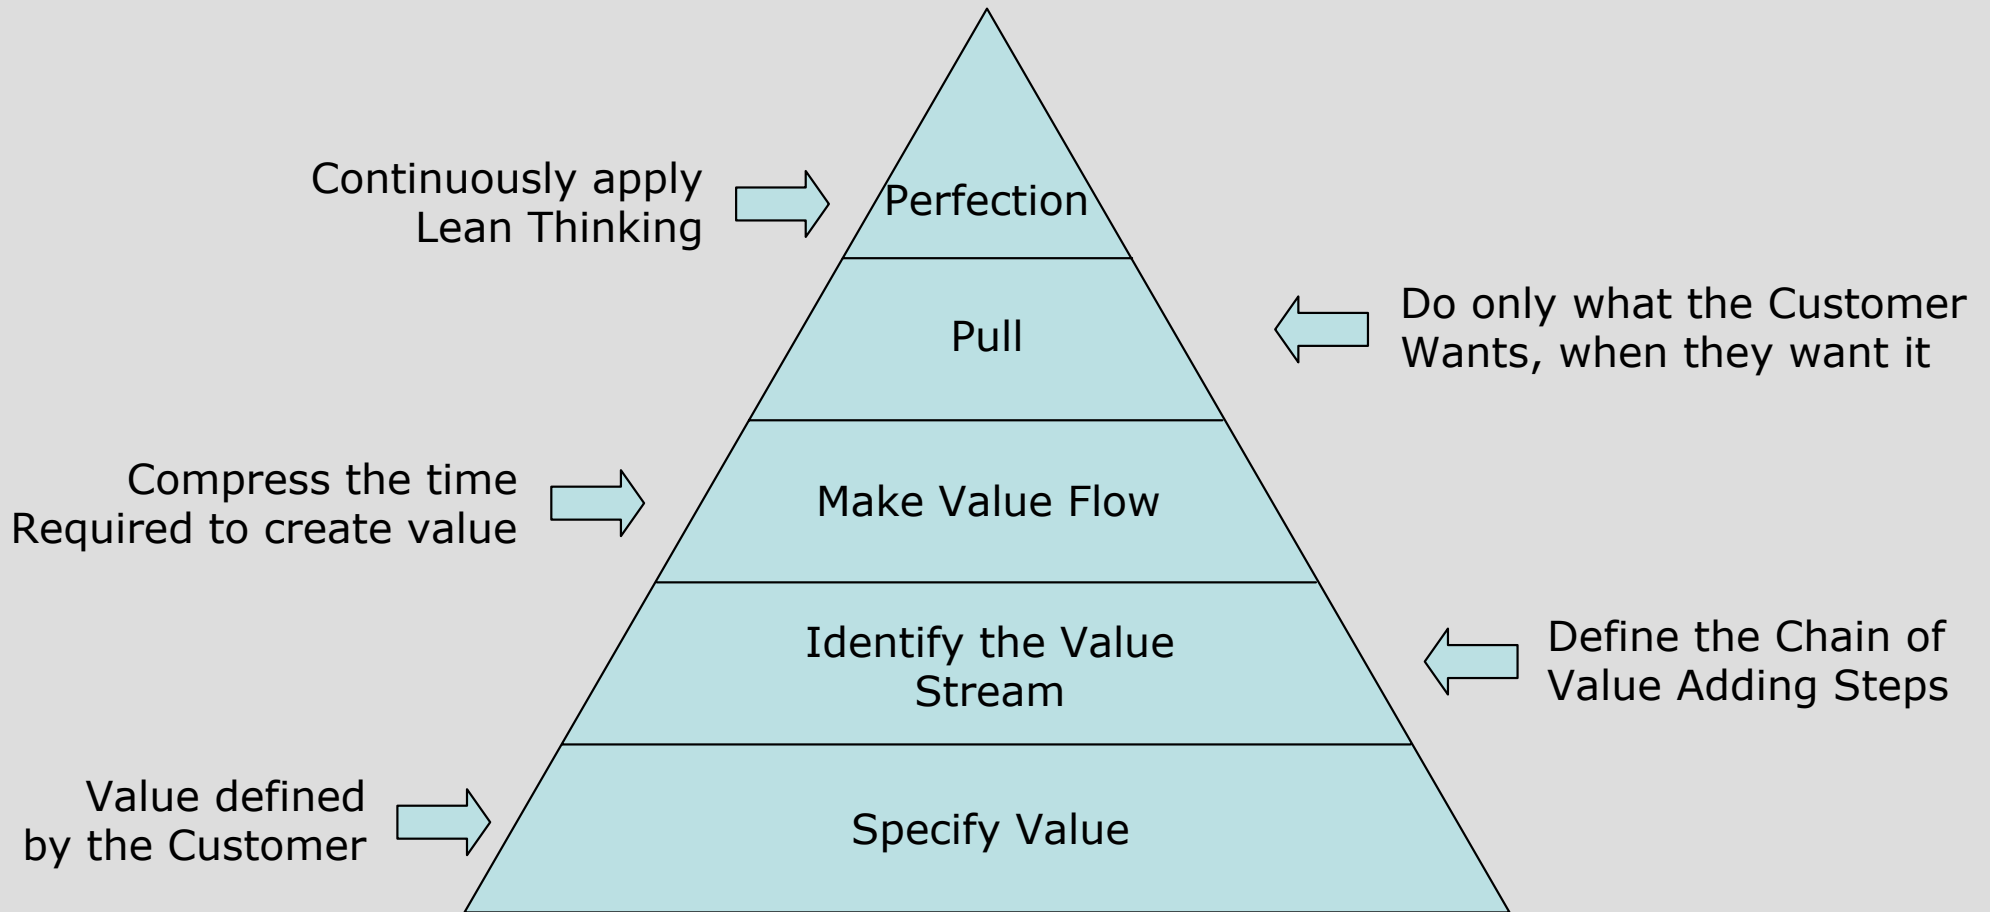 Continuously apply
Lean Thinking
Perfection
Do only what the Customer
Wants, when they want it
Pull
Compress the time
Required to create value
Make Value Flow
Identify the Value
Stream
Define the Chain of
Value Adding Steps
Value defined
by the Customer
Specify Value